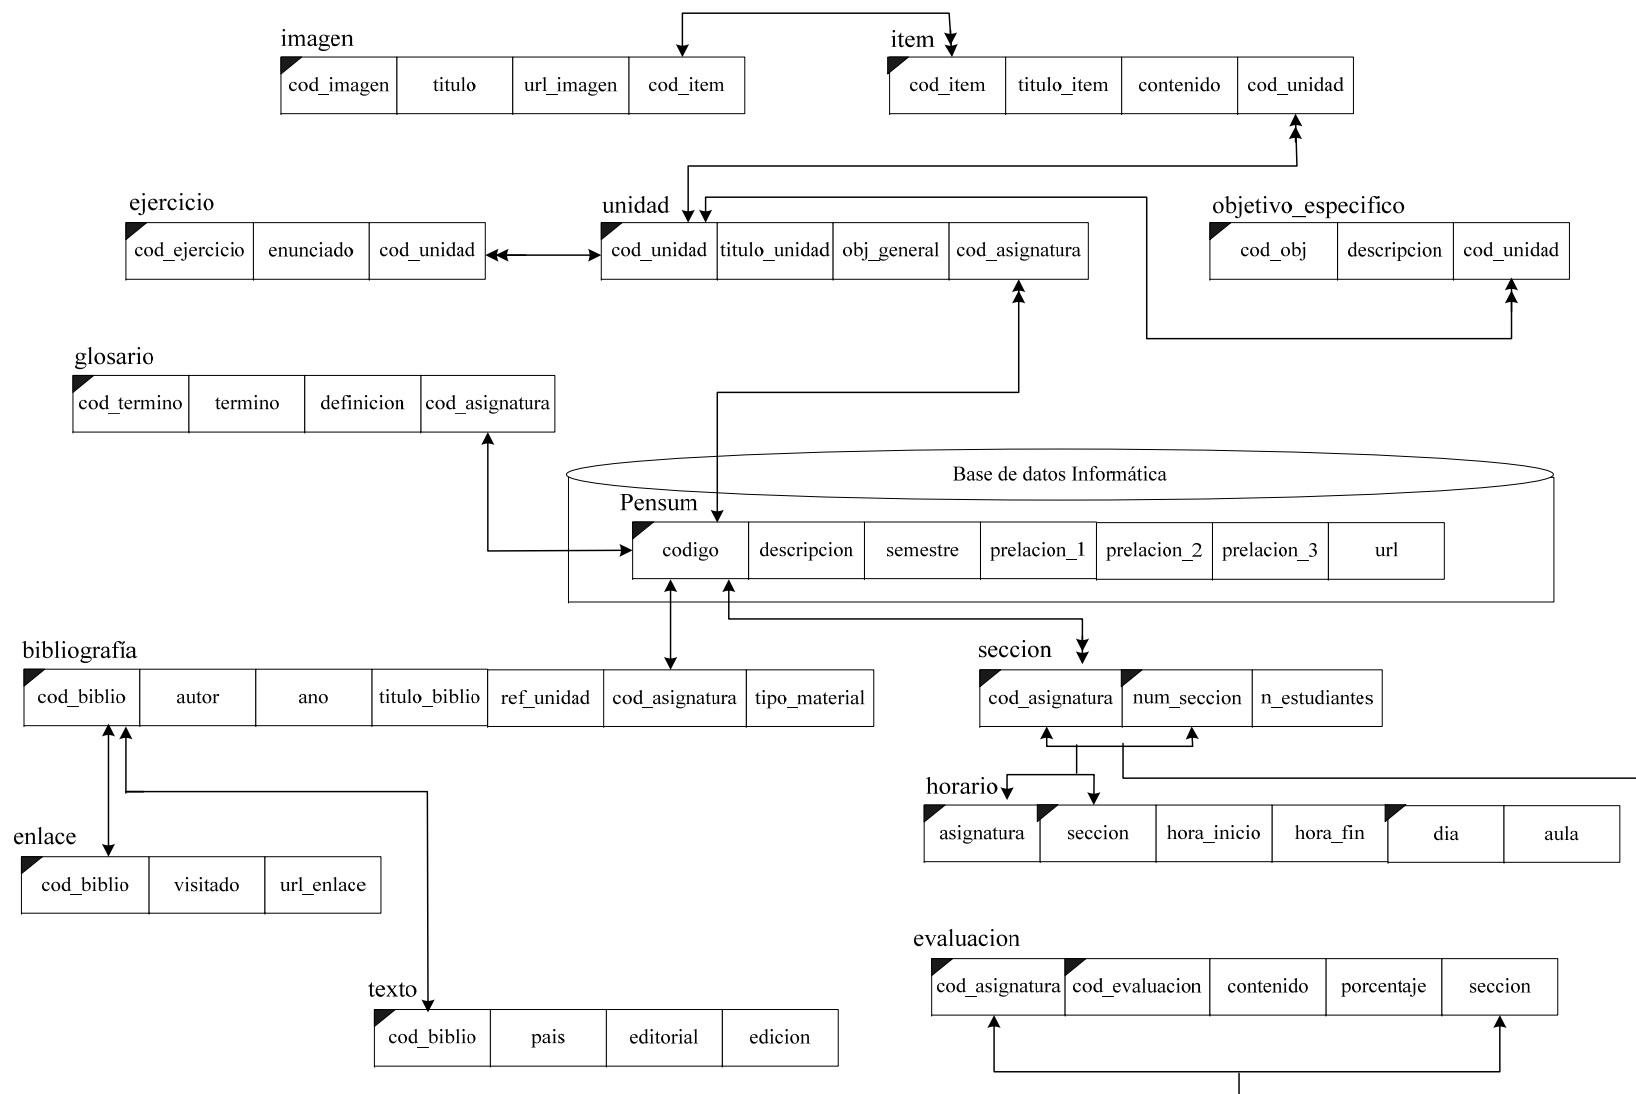 imagen
cod_imagen titulo url_imagen cod_item
item
cod_item titulo_item contenido cod_unidad
ejercicio
cod_ejercicio enunciado cod_unidad
unidad
cod_unidad titulo_unidad obj_general cod_asignatura
objetivo_especifico
cod_obj descripcion cod_unidad
glosario
cod_termino termino definicion cod_asignatura
Base de datos Informática
Pensum
codigo descripcion semestre prelacion_1 prelacion_2 prelacion_3 url
bibliografía
cod_biblio autor ano titulo_biblio ref_unidad cod_asignatura tipo_material
seccion
cod_asignatura num_seccion n_estudiantes
horario
asignatura seccion hora_inicio hora_fin dia aula
enlace
cod_biblio visitado url_enlace
evaluacion
cod_asignatura cod_evaluacion contenido porcentaje seccion
texto
cod_biblio pais editorial edicion